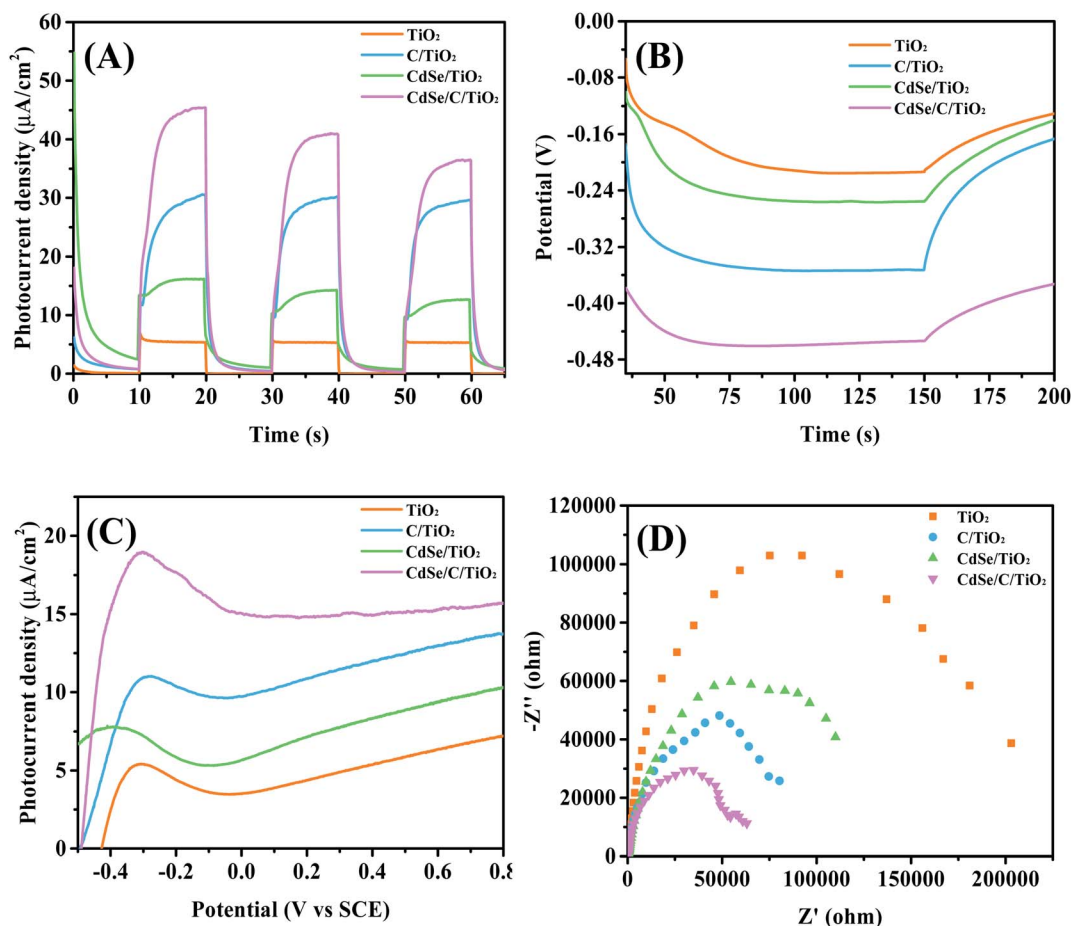 (A)
TiO₂
C/TiO₂
CdSe/TiO₂
CdSe/C/TiO₂
Photocurrent density (μA/cm²)
60
50
40
30
20
10
0
0 10 20 30 40 50 60
Time (s)
(B)
TiO₂
C/TiO₂
CdSe/TiO₂
CdSe/C/TiO₂
Potential (V)
0.00
-0.08
-0.16
-0.24
-0.32
-0.40
-0.48
50 75 100 125 150 175 200
Time (s)
(C)
TiO₂
C/TiO₂
CdSe/TiO₂
CdSe/C/TiO₂
Photocurrent density (μA/cm²)
20
15
10
5
0
-0.4 -0.2 0.0 0.2 0.4 0.6 0.8
Potential (V vs SCE)
(D)
TiO₂
C/TiO₂
CdSe/TiO₂
CdSe/C/TiO₂
-Z'' (ohm)
120000
100000
80000
60000
40000
20000
0
0 50000 100000 150000 200000
Z' (ohm)